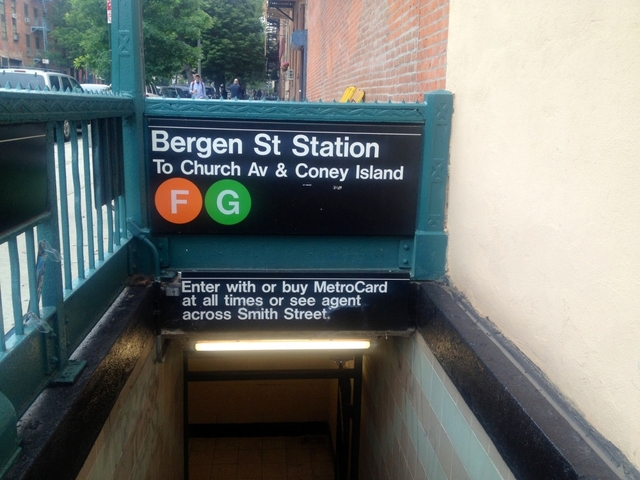 Bergen St Station
To Church Av & Coney Island
F G
Enter with or buy MetroCard
at all times or see agent
across Smith Street.